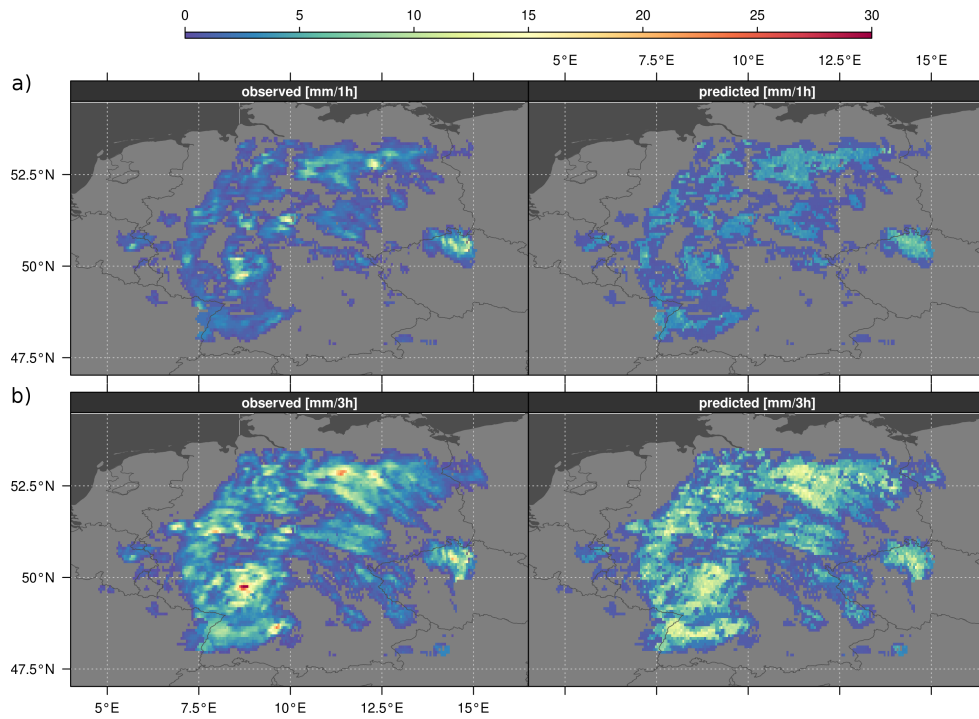 0 5 10 15 20 25 30
5°E 7.5°E 10°E 12.5°E 15°E
a)
observed [mm/1h] predicted [mm/1h]
52.5°N
50°N
47.5°N
b)
observed [mm/3h] predicted [mm/3h]
52.5°N
50°N
47.5°N
5°E 7.5°E 10°E 12.5°E 15°E